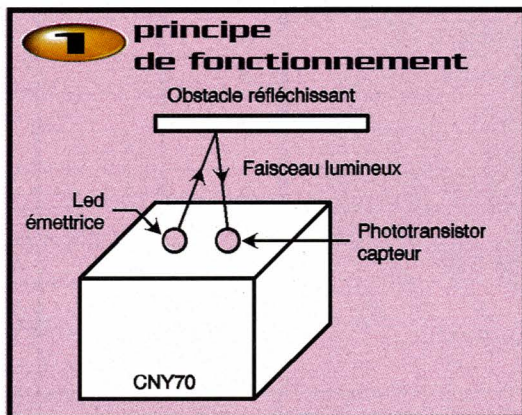 1 principe
de fonctionnement
Obstacle réfléchissant
Faisceau lumineux
Led
émettrice
Phototransistor
capteur
CNY70